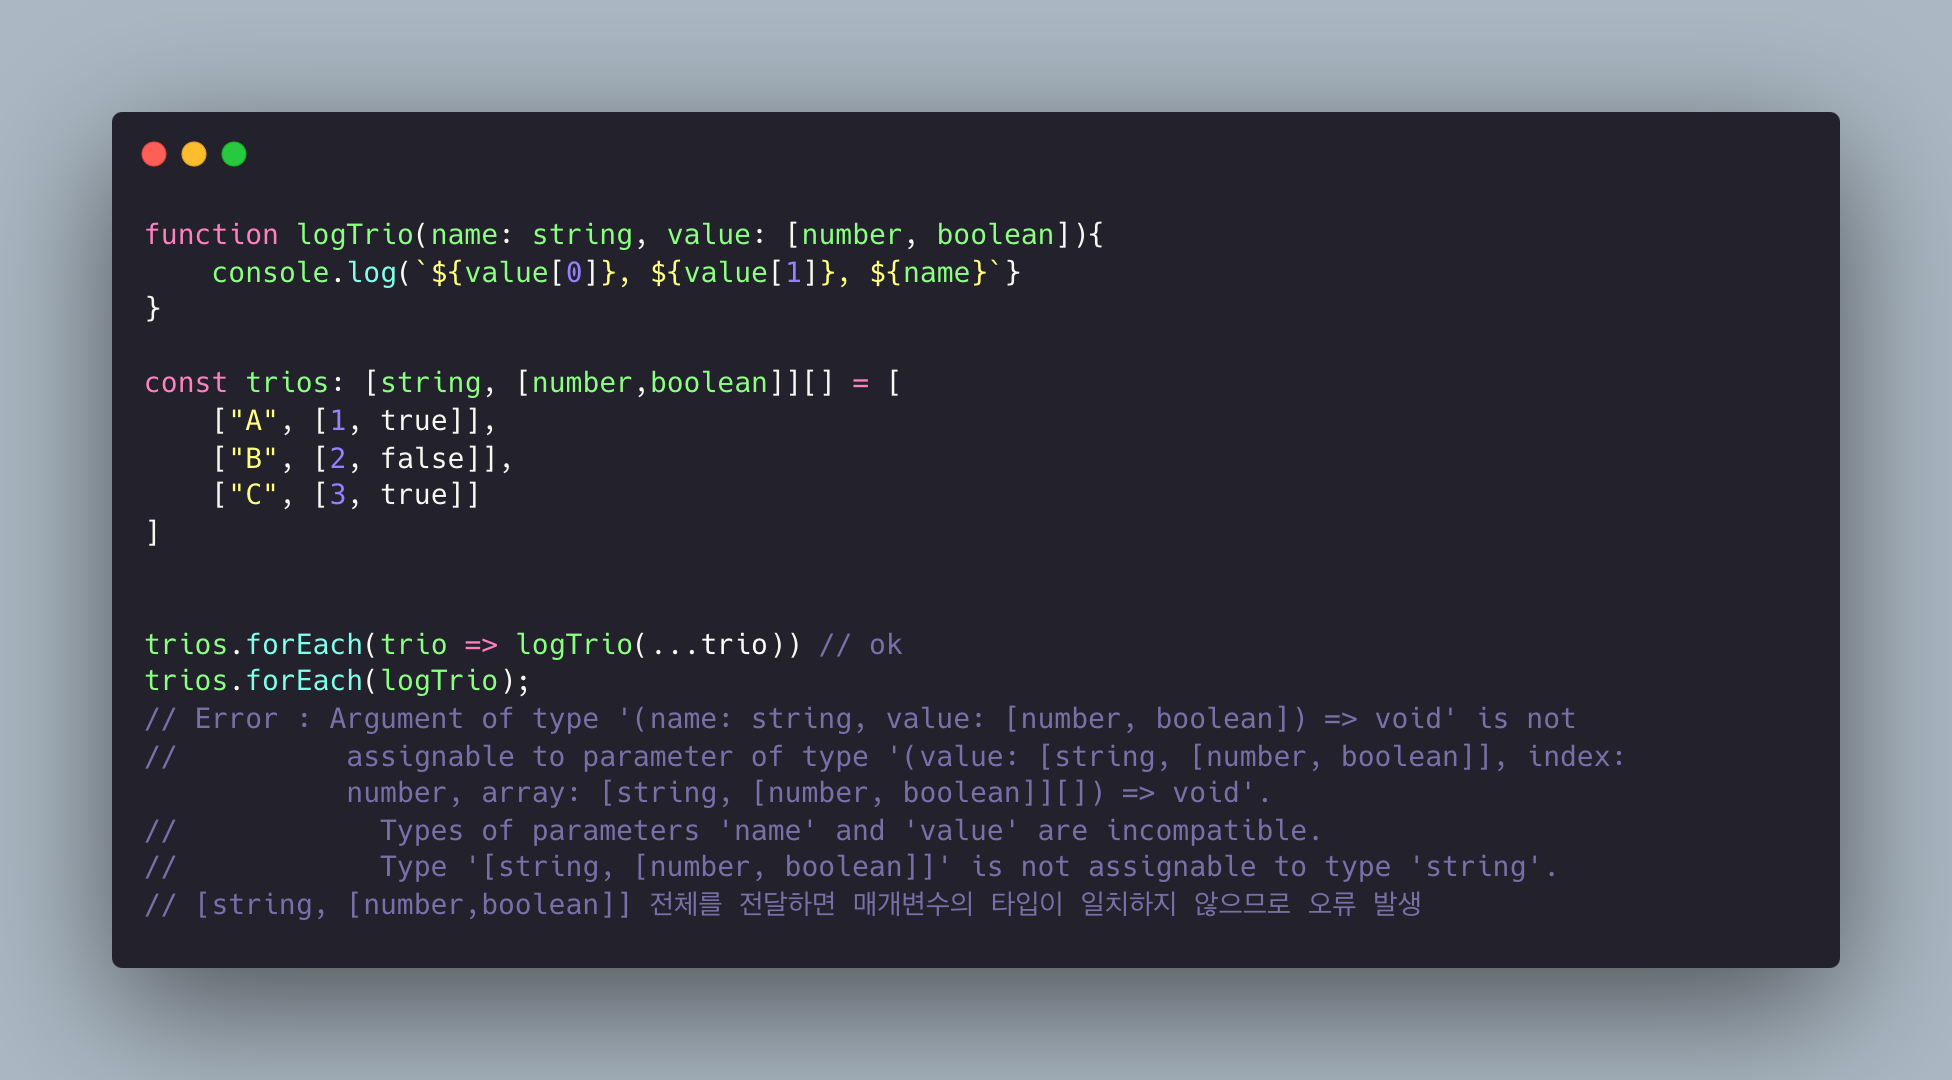 function logTrio(name: string, value: [number, boolean]){
    console.log(`${value[0]}, ${value[1]}, ${name}`}
}

const trios: [string, [number,boolean]][] = [
    ["A", [1, true]],
    ["B", [2, false]],
    ["C", [3, true]]
]

trios.forEach(trio => logTrio(...trio)) // ok
trios.forEach(logTrio);
// Error : Argument of type '(name: string, value: [number, boolean]) => void' is not
//          assignable to parameter of type '(value: [string, [number, boolean]], index:
            number, array: [string, [number, boolean]][]) => void'.
//            Types of parameters 'name' and 'value' are incompatible.
//            Type '[string, [number, boolean]]' is not assignable to type 'string'.
// [string, [number,boolean]] 전체를 전달하면 매개변수의 타입이 일치하지 않으므로 오류 발생